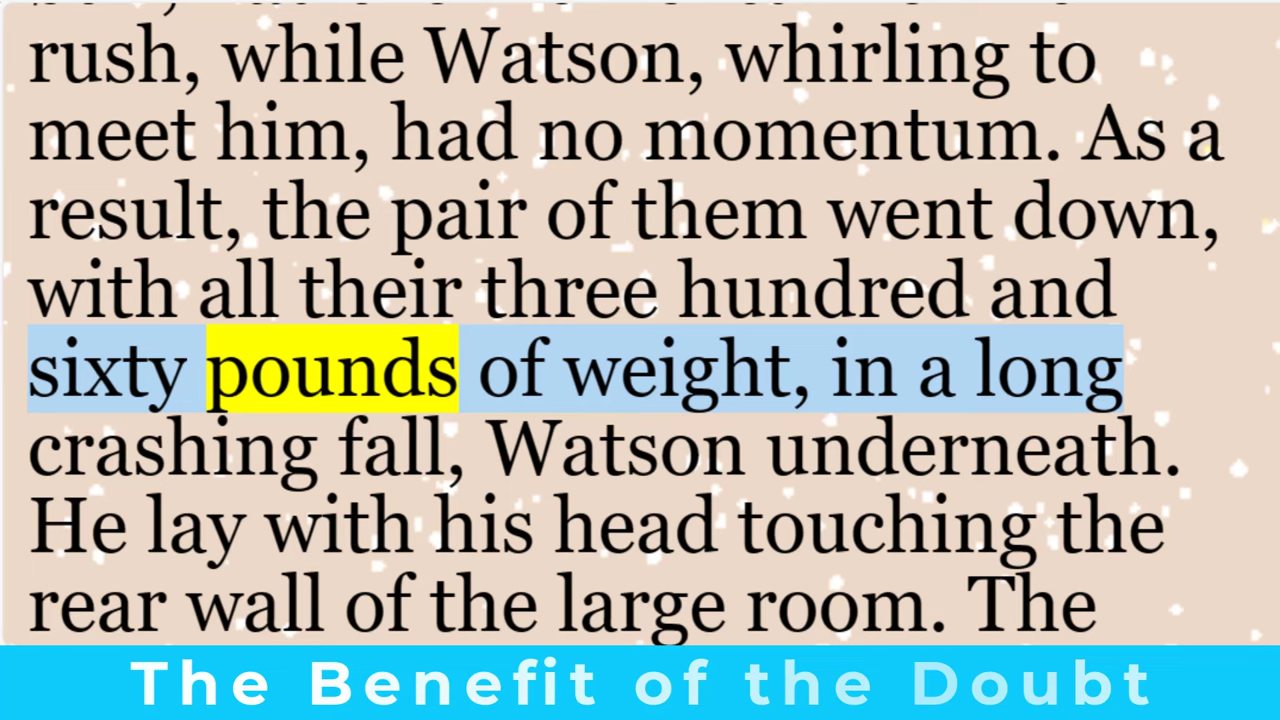 rush, while Watson, whirling to
meet him, had no momentum. As a
result, the pair of them went down,
with all their three hundred and
sixty pounds of weight, in a long
crashing fall, Watson underneath.
He lay with his head touching the
rear wall of the large room. The
The Benefit of the Doubt